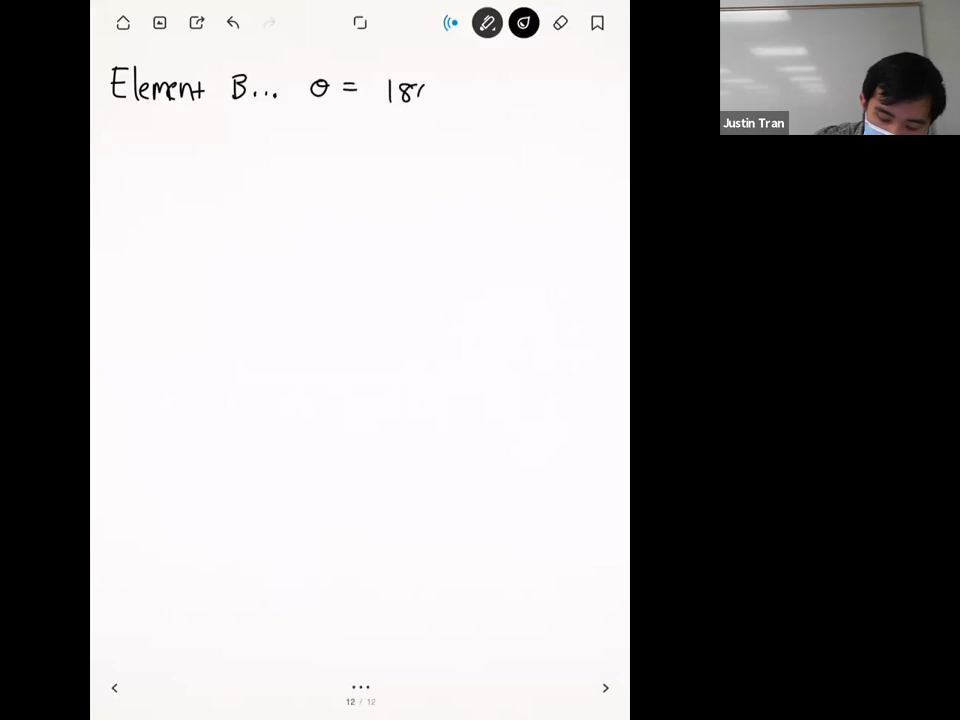 Element B... θ = 18
Justin Tran
12 / 12